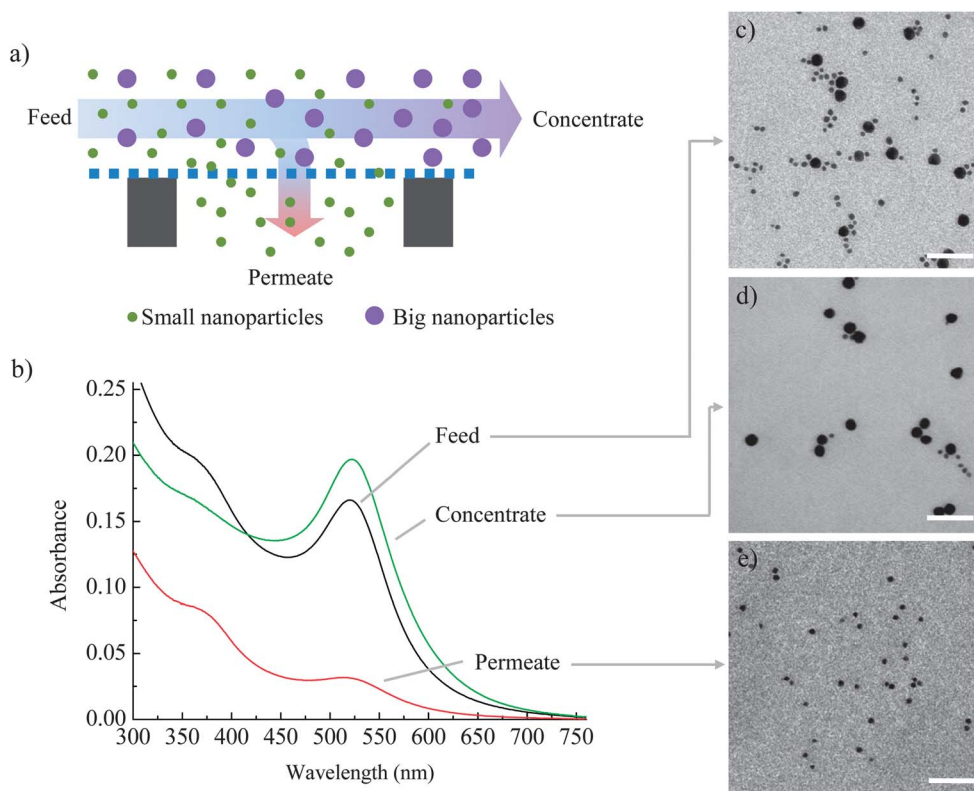 a)
Feed
Concentrate
Permeate
Small nanoparticles
Big nanoparticles
b)
0.25
0.20
0.15
0.10
0.05
0.00
Absorbance
300
350
400
450
500
550
600
650
700
750
Wavelength (nm)
Feed
Concentrate
Permeate
c)
d)
e)